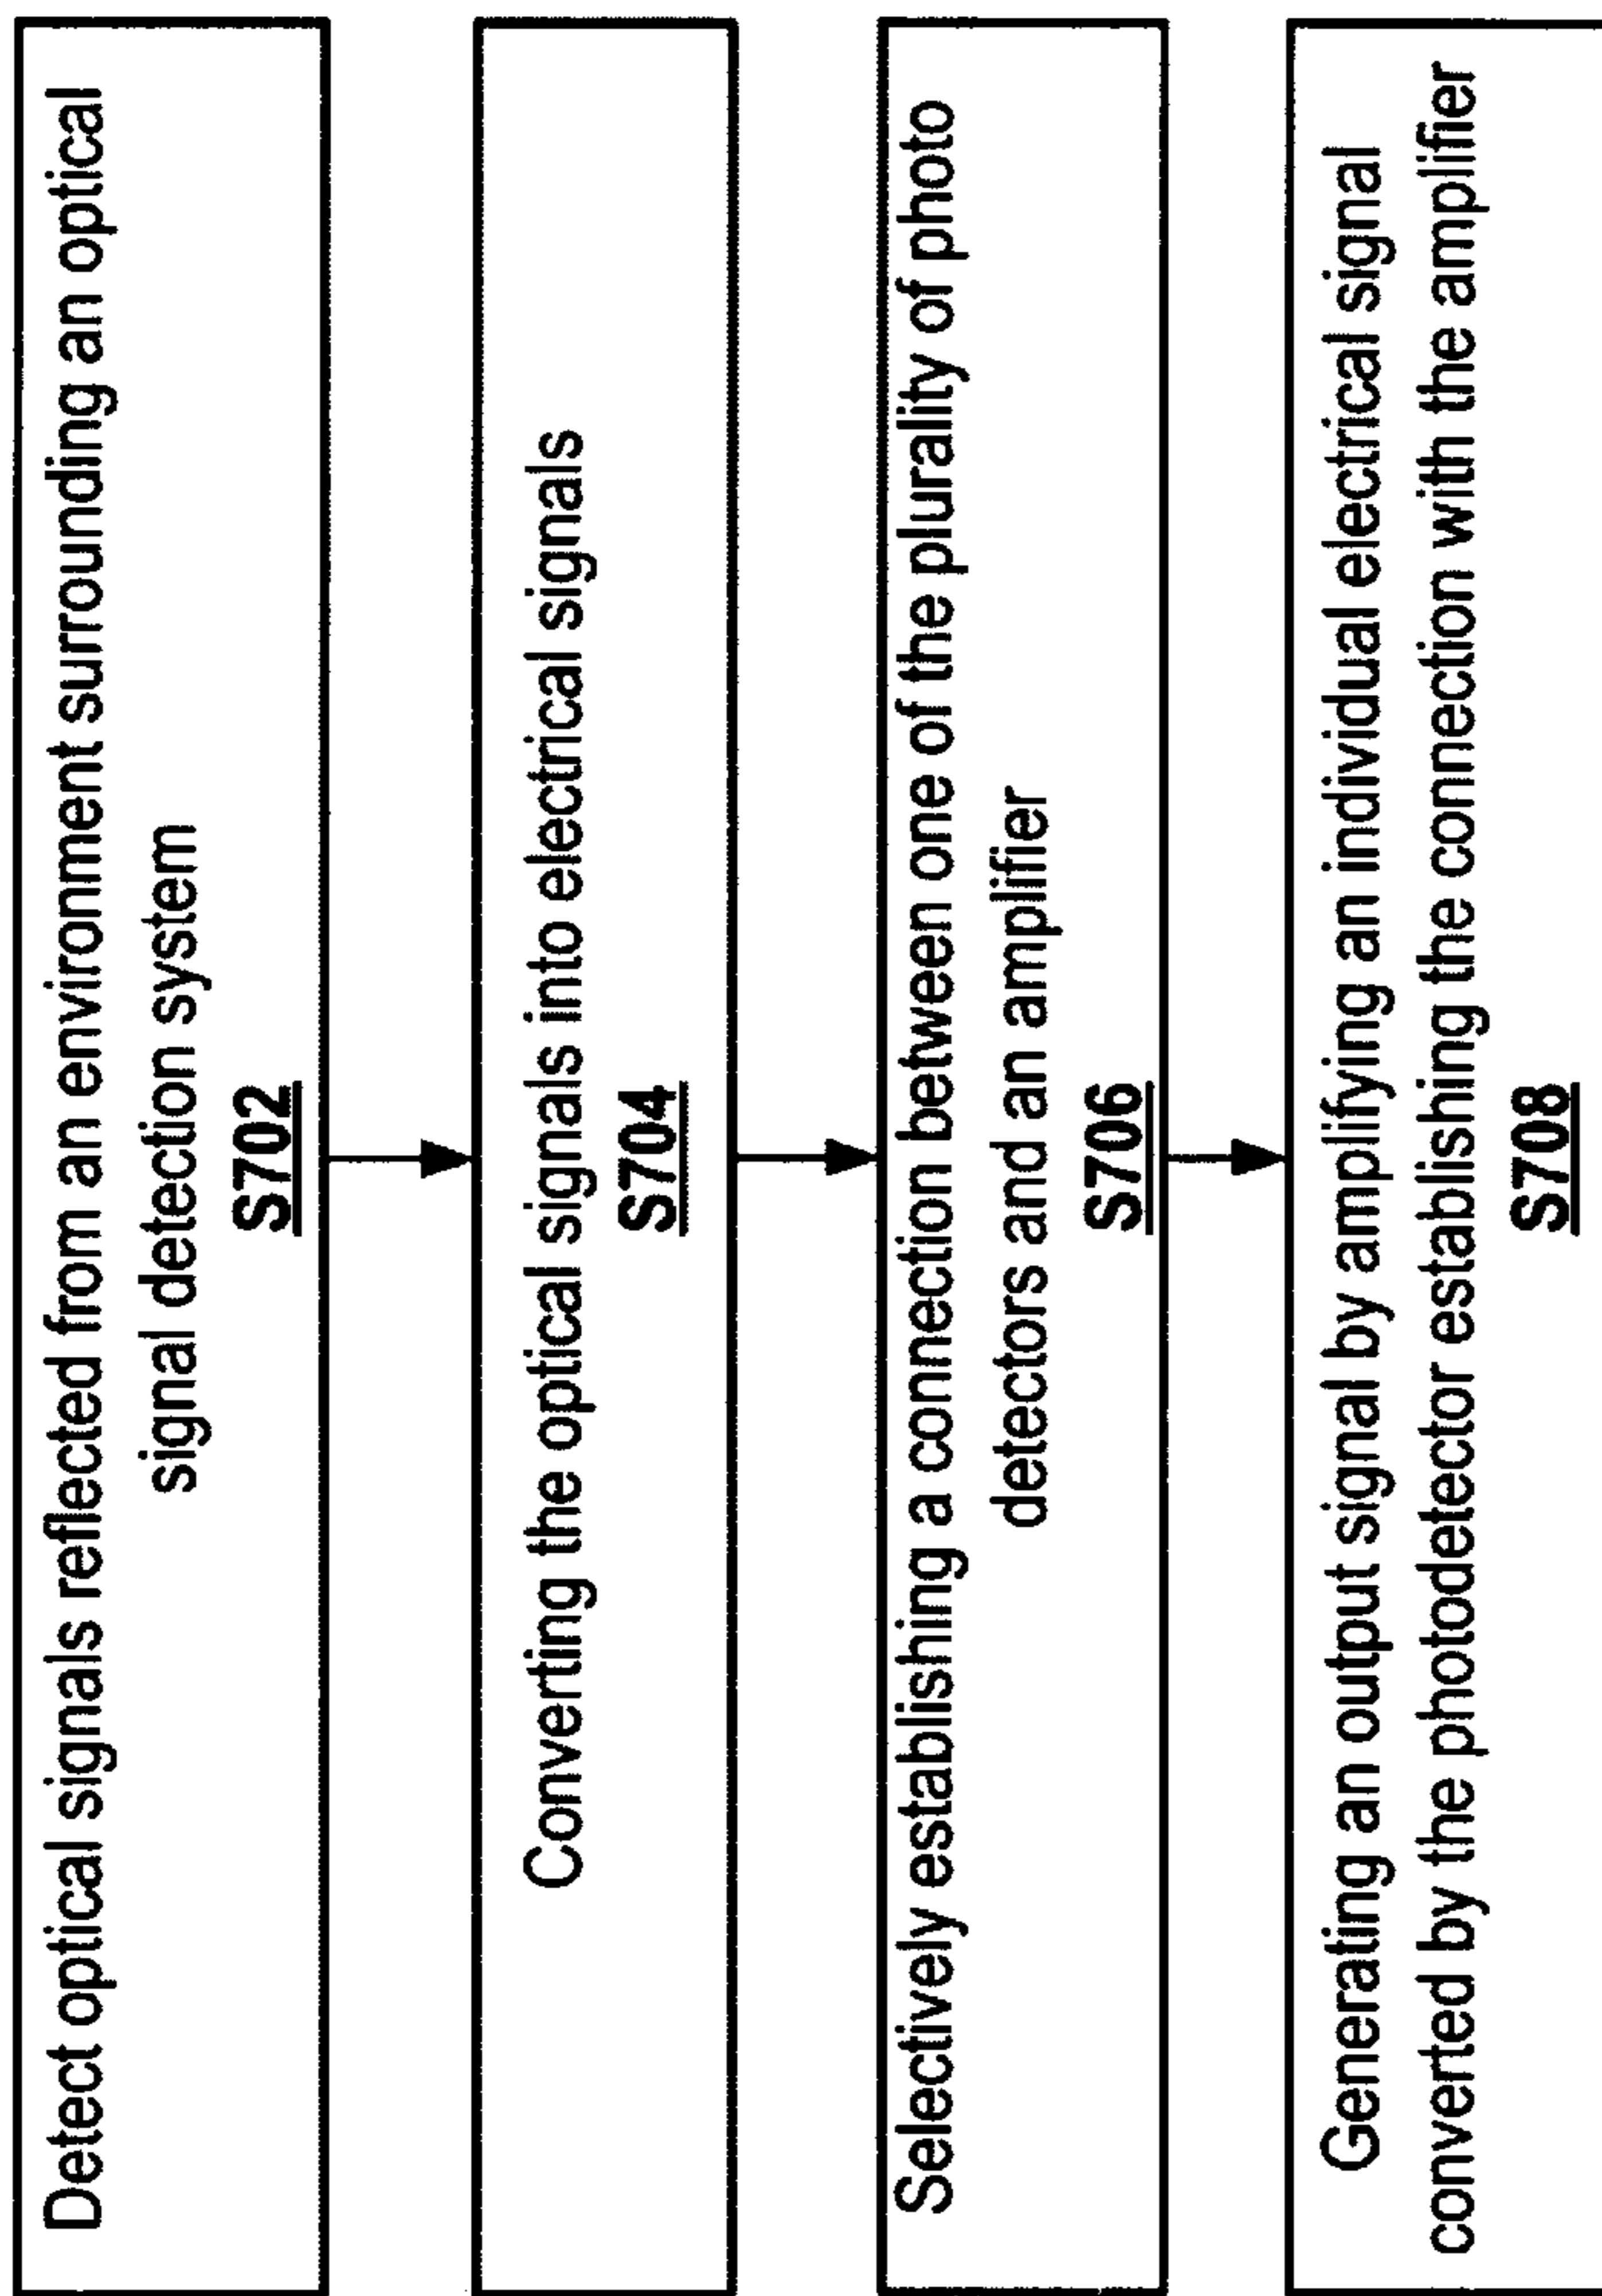 Detect optical signals reflected from an environment surrounding an optical
signal detection system
S702
Converting the optical signals into electrical signals
S704
Selectively establishing a connection between one of the plurality of photo
detectors and an amplifier
S706
Generating an output signal by amplifying an individual electrical signal
converted by the photodetector establishing the connection with the amplifier
S708